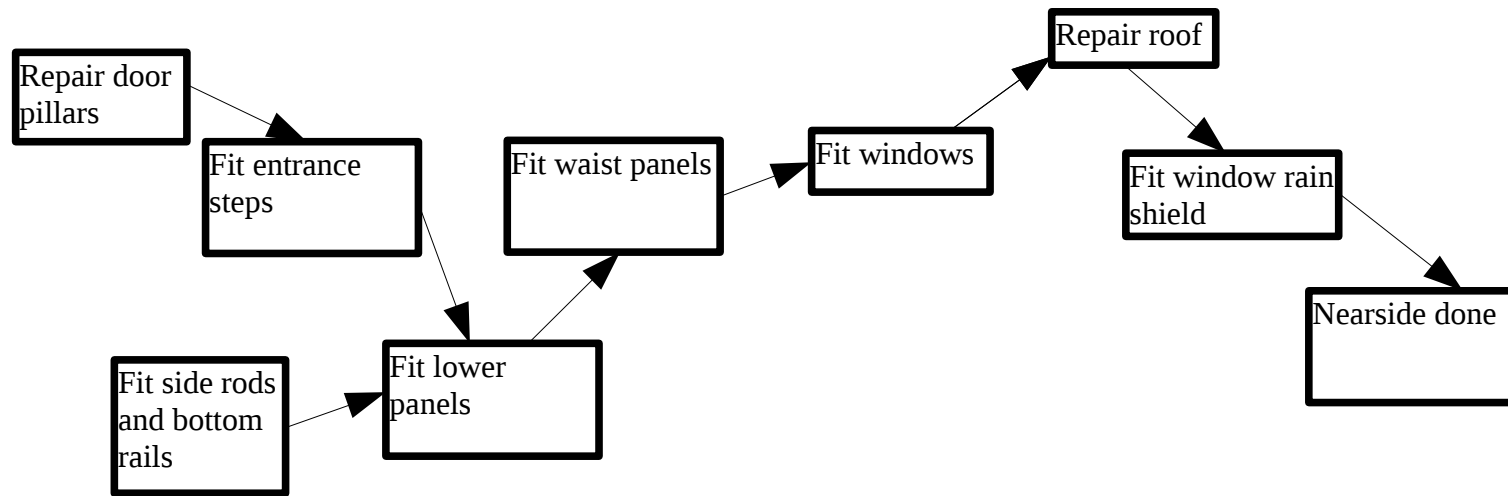 Repair door
pillars
Fit entrance
steps
Fit side rods
and bottom
rails
Fit lower
panels
Fit waist panels
Fit windows
Repair roof
Fit window rain
shield
Nearside done